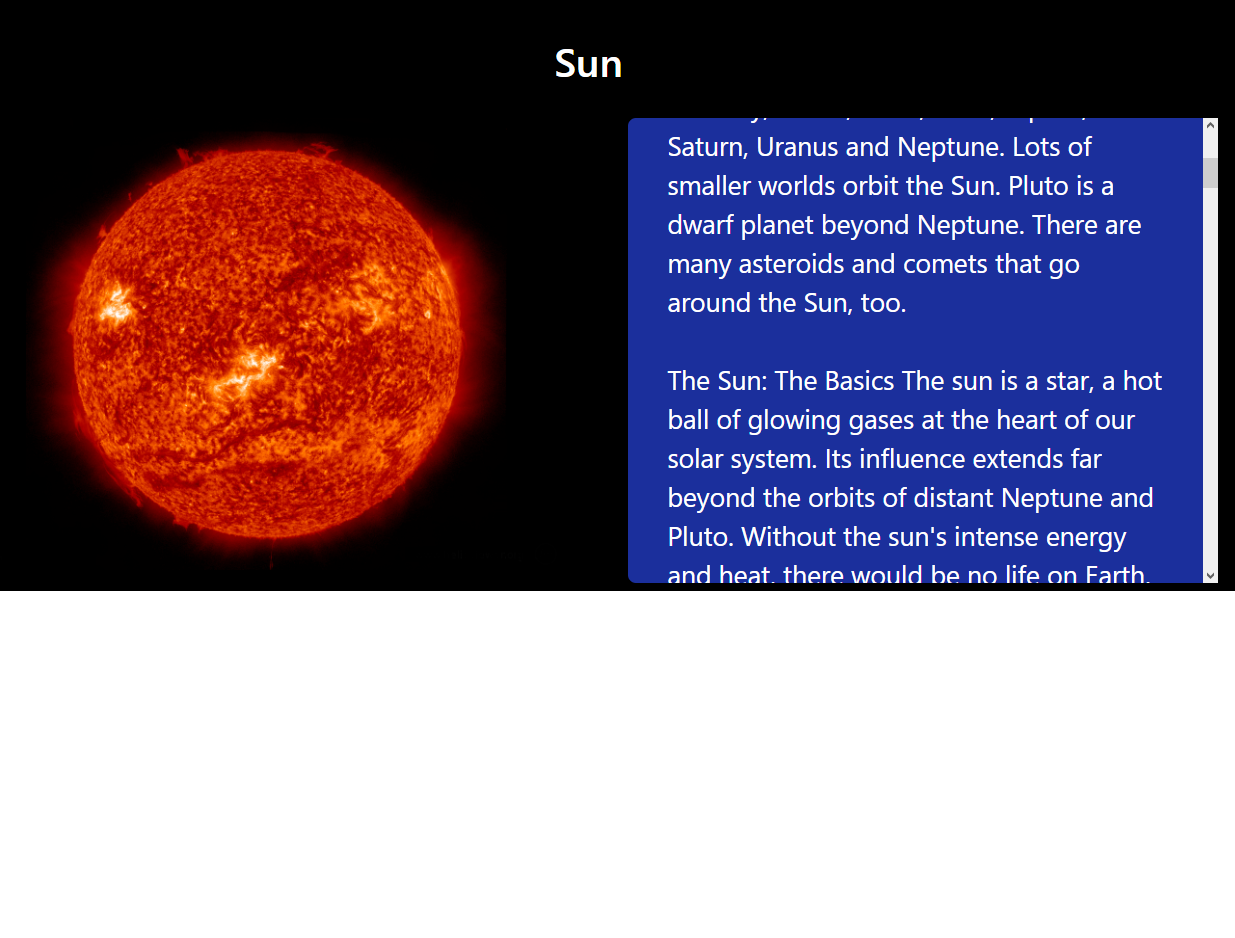 Sun
Saturn, Uranus and Neptune. Lots of
smaller worlds orbit the Sun. Pluto is a
dwarf planet beyond Neptune. There are
many asteroids and comets that go
around the Sun, too.
The Sun: The Basics The sun is a star, a hot
ball of glowing gases at the heart of our
solar system. Its influence extends far
beyond the orbits of distant Neptune and
Pluto. Without the sun's intense energy
and heat, there would be no life on Earth.